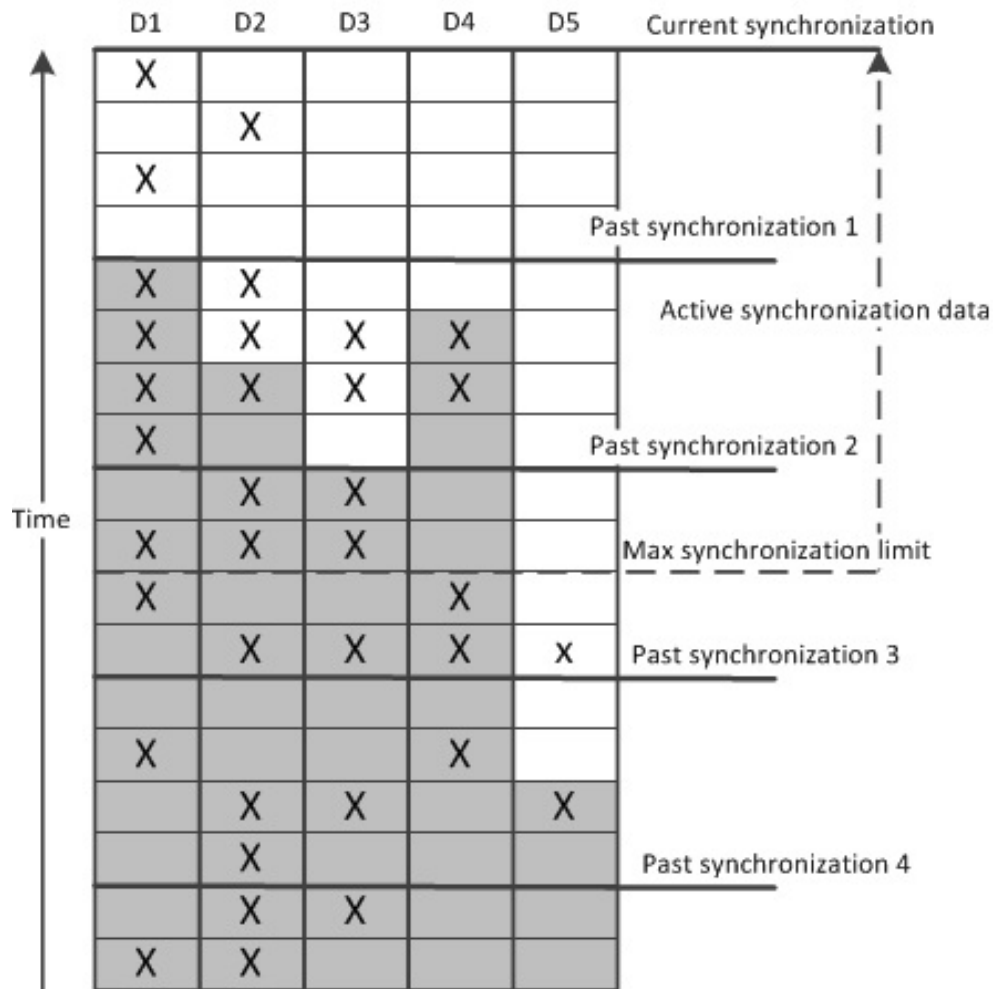 D1 D2 D3 D4 D5 Current synchronization
X
X
X
Past synchronization 1
X X
Active synchronization data
X X X X
X X X X
X
Past synchronization 2
X X
Time
X X X
Max synchronization limit
X X
X X X x
Past synchronization 3
X X
X X X
X
Past synchronization 4
X X
X X